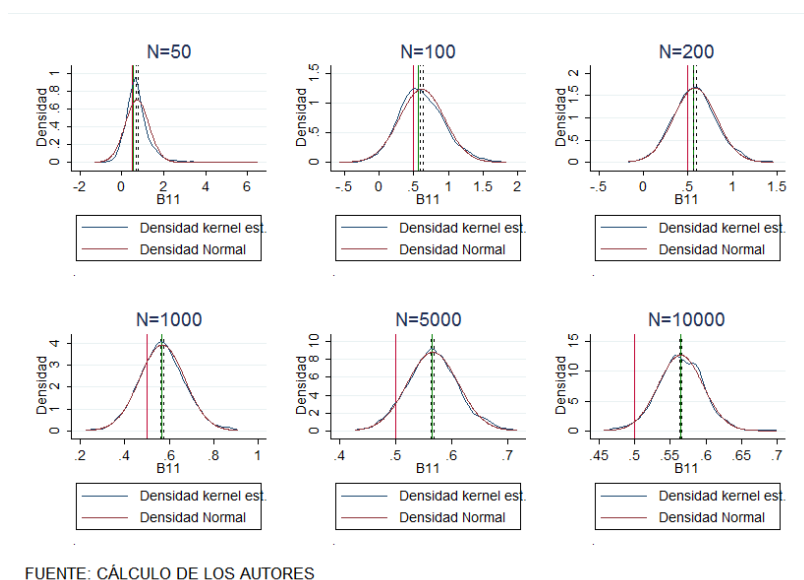 N=50
Densidad
0 .2 .4 .6 .8 1
-2 0 2 4 6
B11
Densidad kernel est.
Densidad Normal
N=100
Densidad
0 .5 1 1.5
-.5 0 .5 1 1.5 2
B11
Densidad kernel est.
Densidad Normal
N=200
Densidad
0 .5 1 1.5 2
-.5 0 .5 1 1.5
B11
Densidad kernel est.
Densidad Normal
N=1000
Densidad
0 1 2 3 4
.2 .4 .6 .8 1
B11
Densidad kernel est.
Densidad Normal
N=5000
Densidad
0 2 4 6 8 10
.4 .5 .6 .7
B11
Densidad kernel est.
Densidad Normal
N=10000
Densidad
0 5 10 15
.45 .5 .55 .6 .65 .7
B11
Densidad kernel est.
Densidad Normal
FUENTE: CÁLCULO DE LOS AUTORES